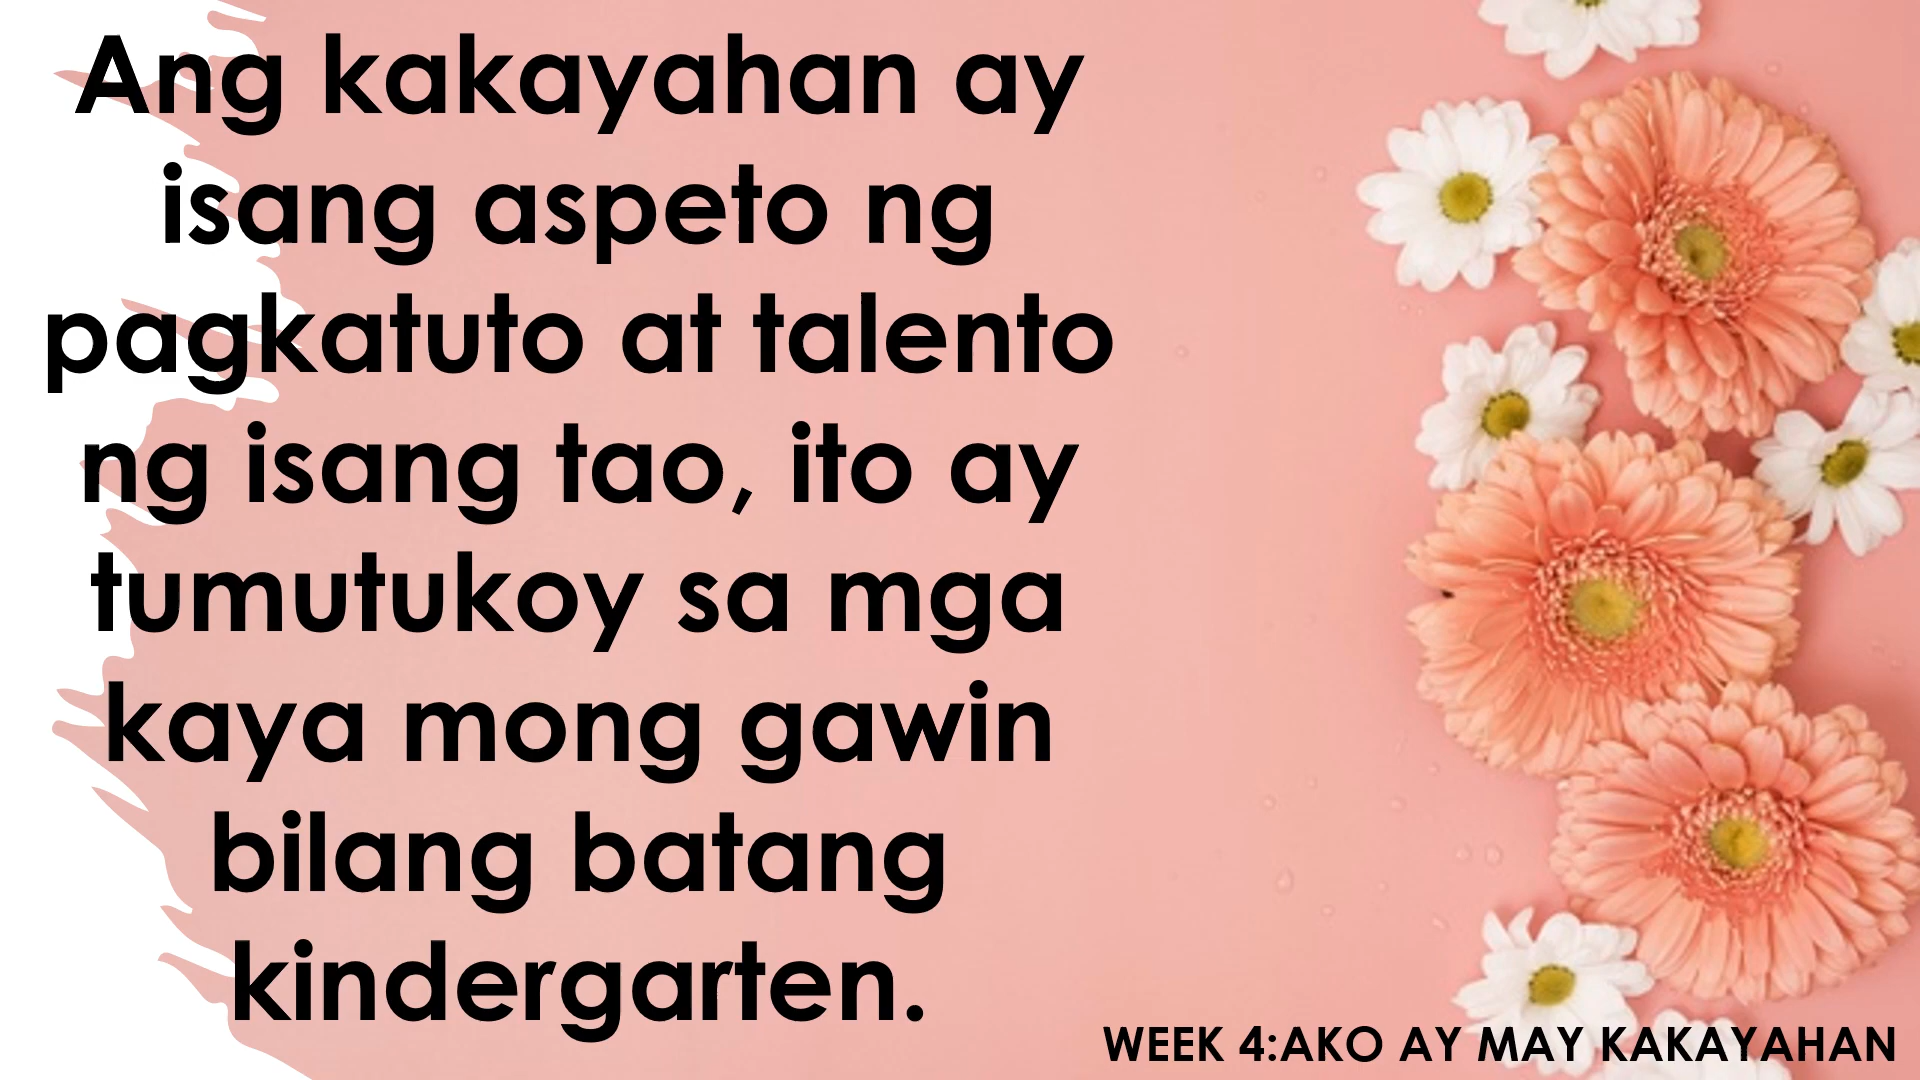 Ang kakayahan ay
isang aspeto ng
pagkatuto at talento
ng isang tao, ito ay
tumutukoy sa mga
kaya mong gawin
bilang batang
kindergarten.
WEEK 4:AKO AY MAY KAKAYAHAN